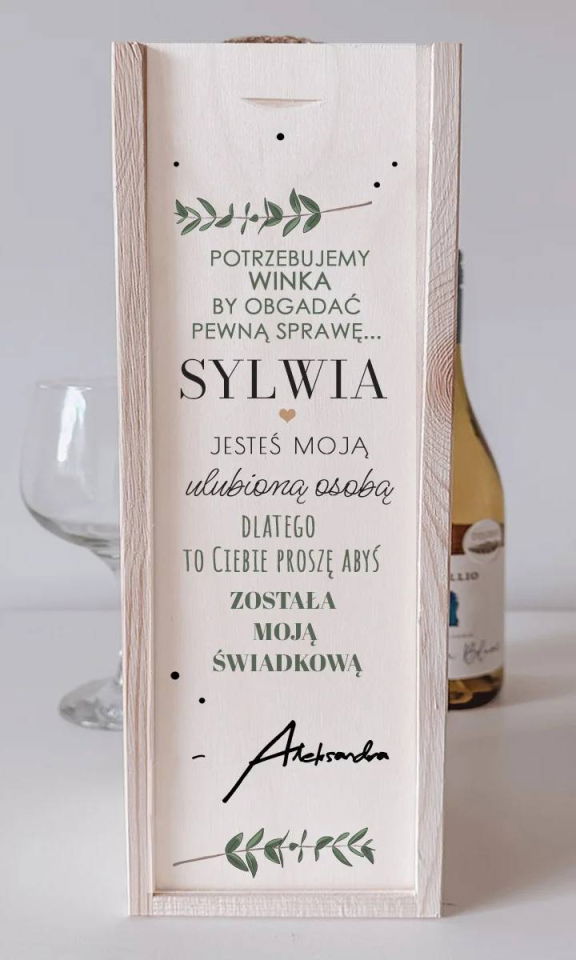 POTRZEBUJEMY
WINKA
BY OBGADAĆ
PEWNĄ SPRAWĘ...
SYLWIA
JESTEŚ MOJĄ
ulubioną osobą
DLATEGO
TO CIEBIE PROSZĘ ABYŚ
ZOSTAŁA
MOJĄ
ŚWIADKOWĄ
- Aleksandra
LLIO